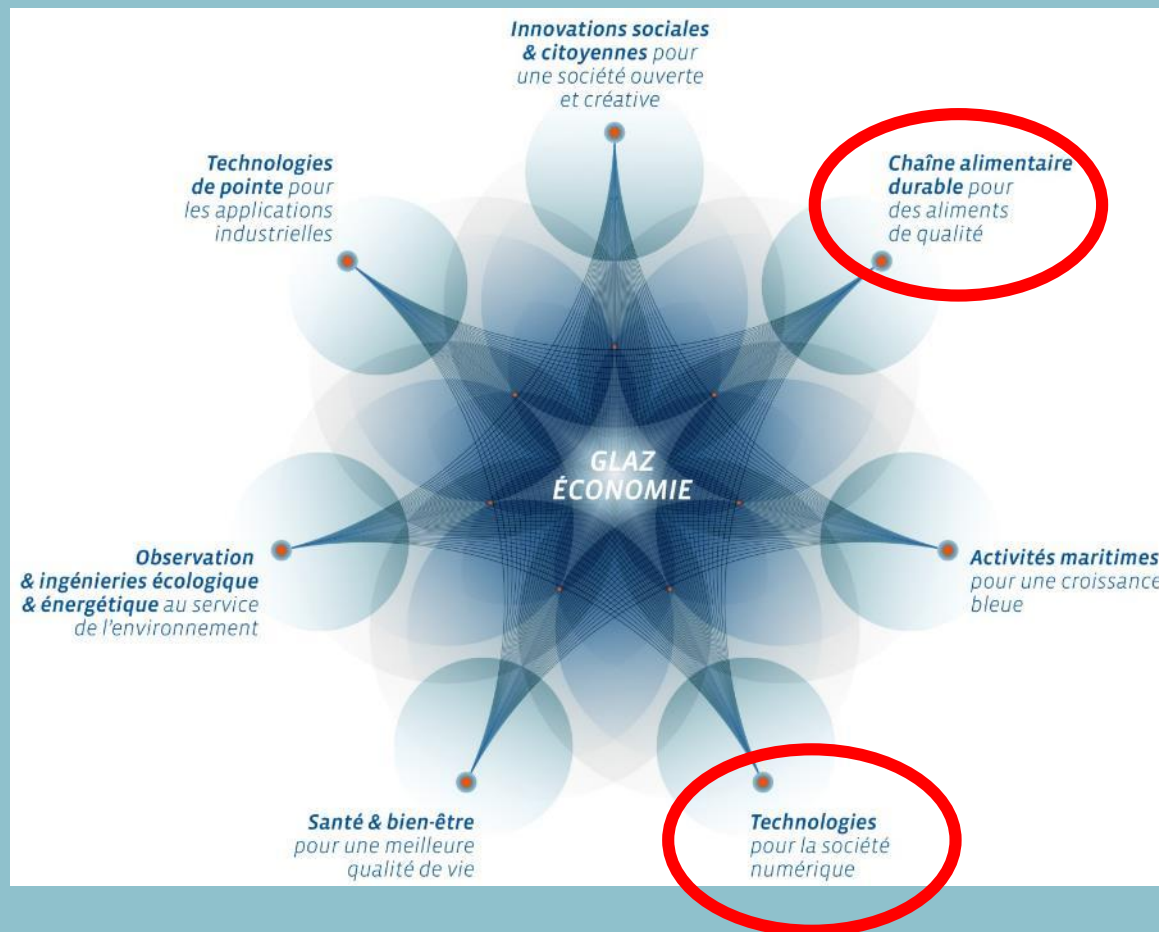 Innovations sociales
& citoyennes pour
une société ouverte
et créative
Technologies
de pointe pour
les applications
industrielles
Chaîne alimentaire
durable pour
des aliments
de qualité
GLAZ
ÉCONOMIE
Observation
& ingénieries écologique
& énergétique au service
de l'environnement
Activités maritimes
pour une croissance
bleue
Santé & bien-être
pour une meilleure
qualité de vie
Technologies
pour la société
numérique